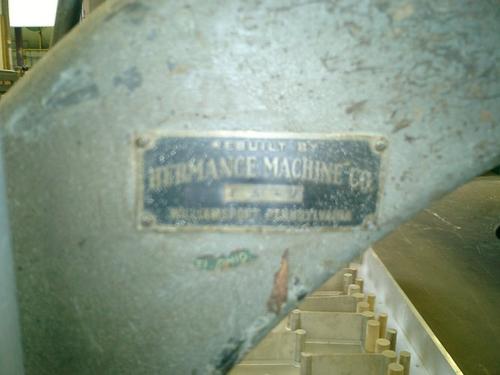 REBUILT BY
HERMANCE MACHINE CO.
WILLIAMSPORT PENNSYLVANIA